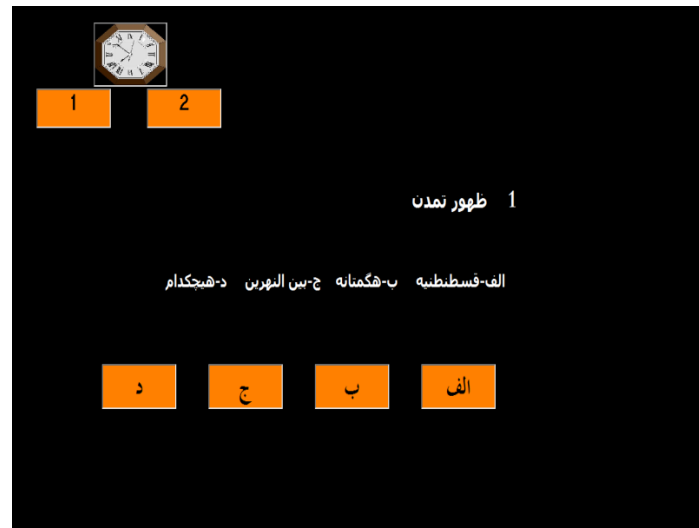 1 2
1 ظهور تمدن
الف-قسطنطنیه ب-هگمتانه ج-بین النهرین د-هیچکدام
الف ب ج د